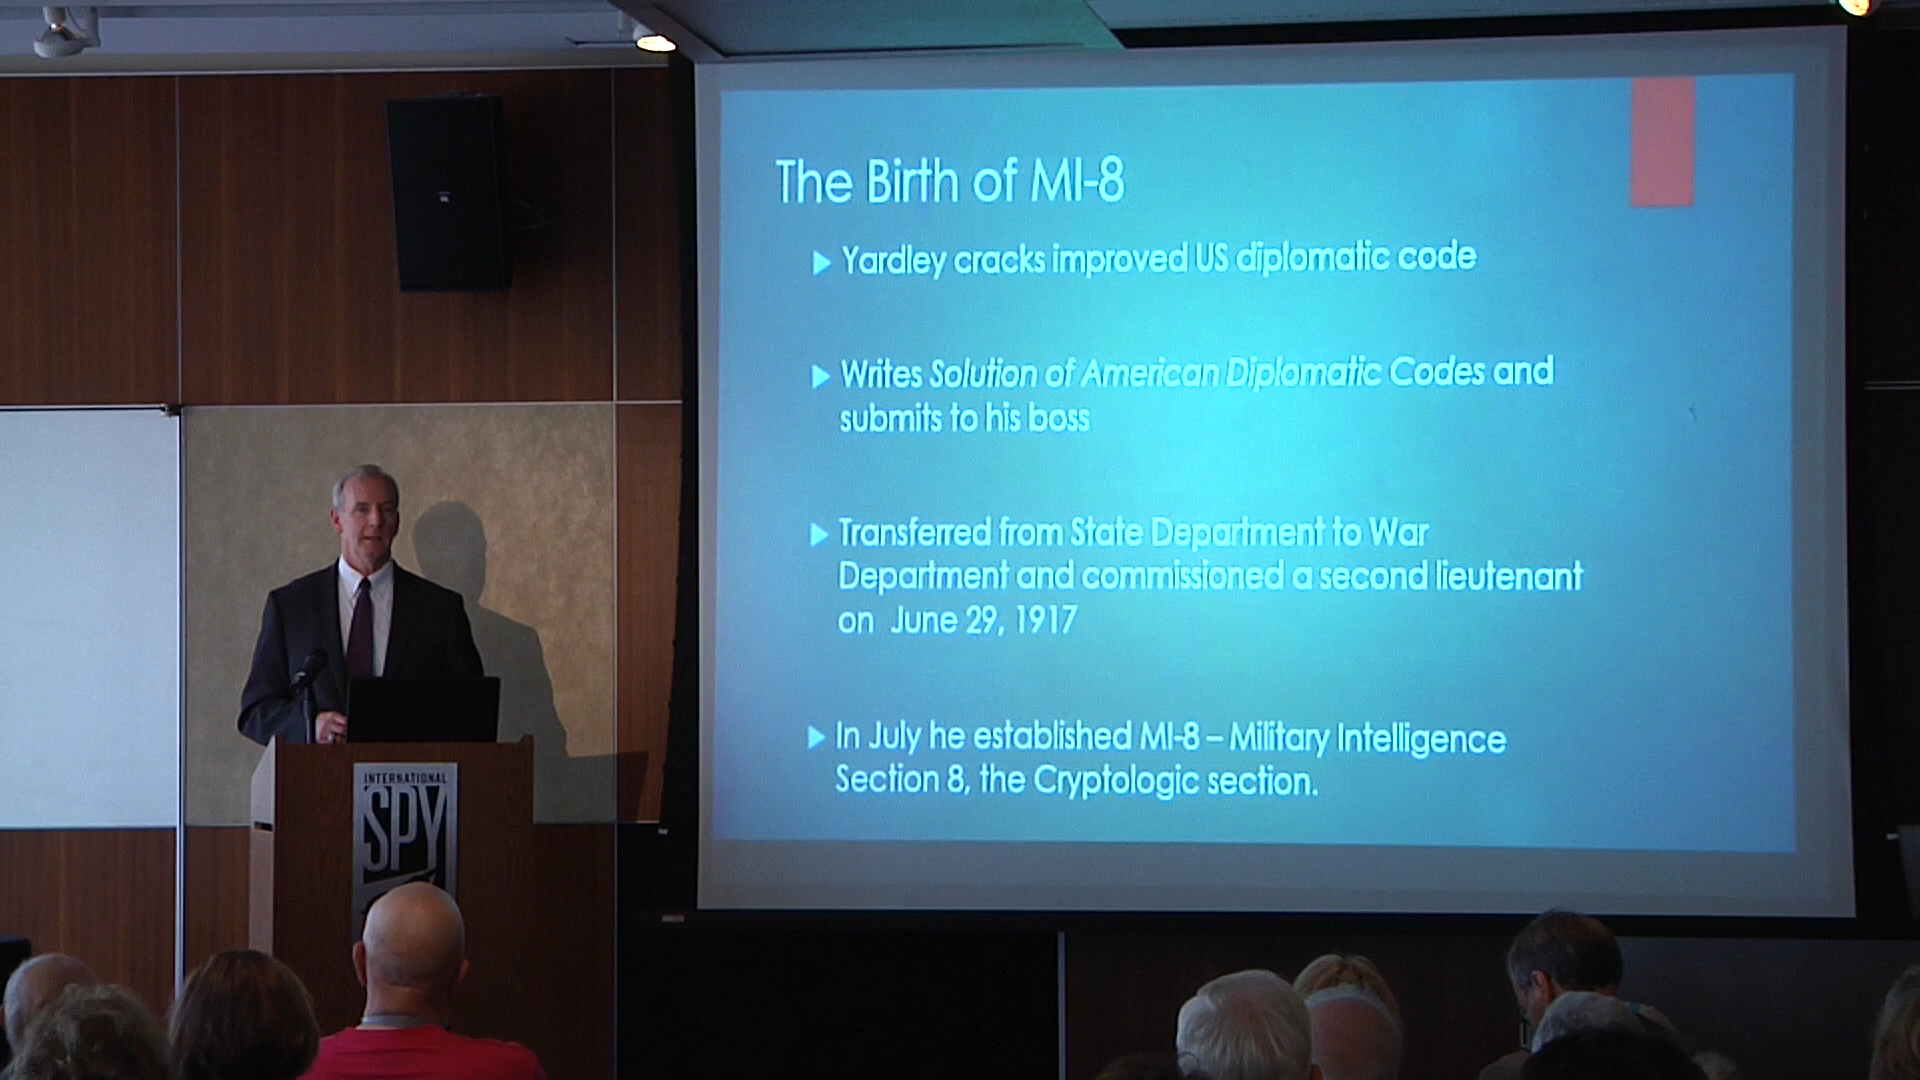 The Birth of MI-8
Yardley cracks improved US diplomatic code
Writes Solution of American Diplomatic Codes and
submits to his boss
Transferred from State Department to War
Department and commissioned a second lieutenant
on June 29, 1917
In July he established MI-8 – Military Intelligence
Section 8, the Cryptologic section.
INTERNATIONAL
SPY